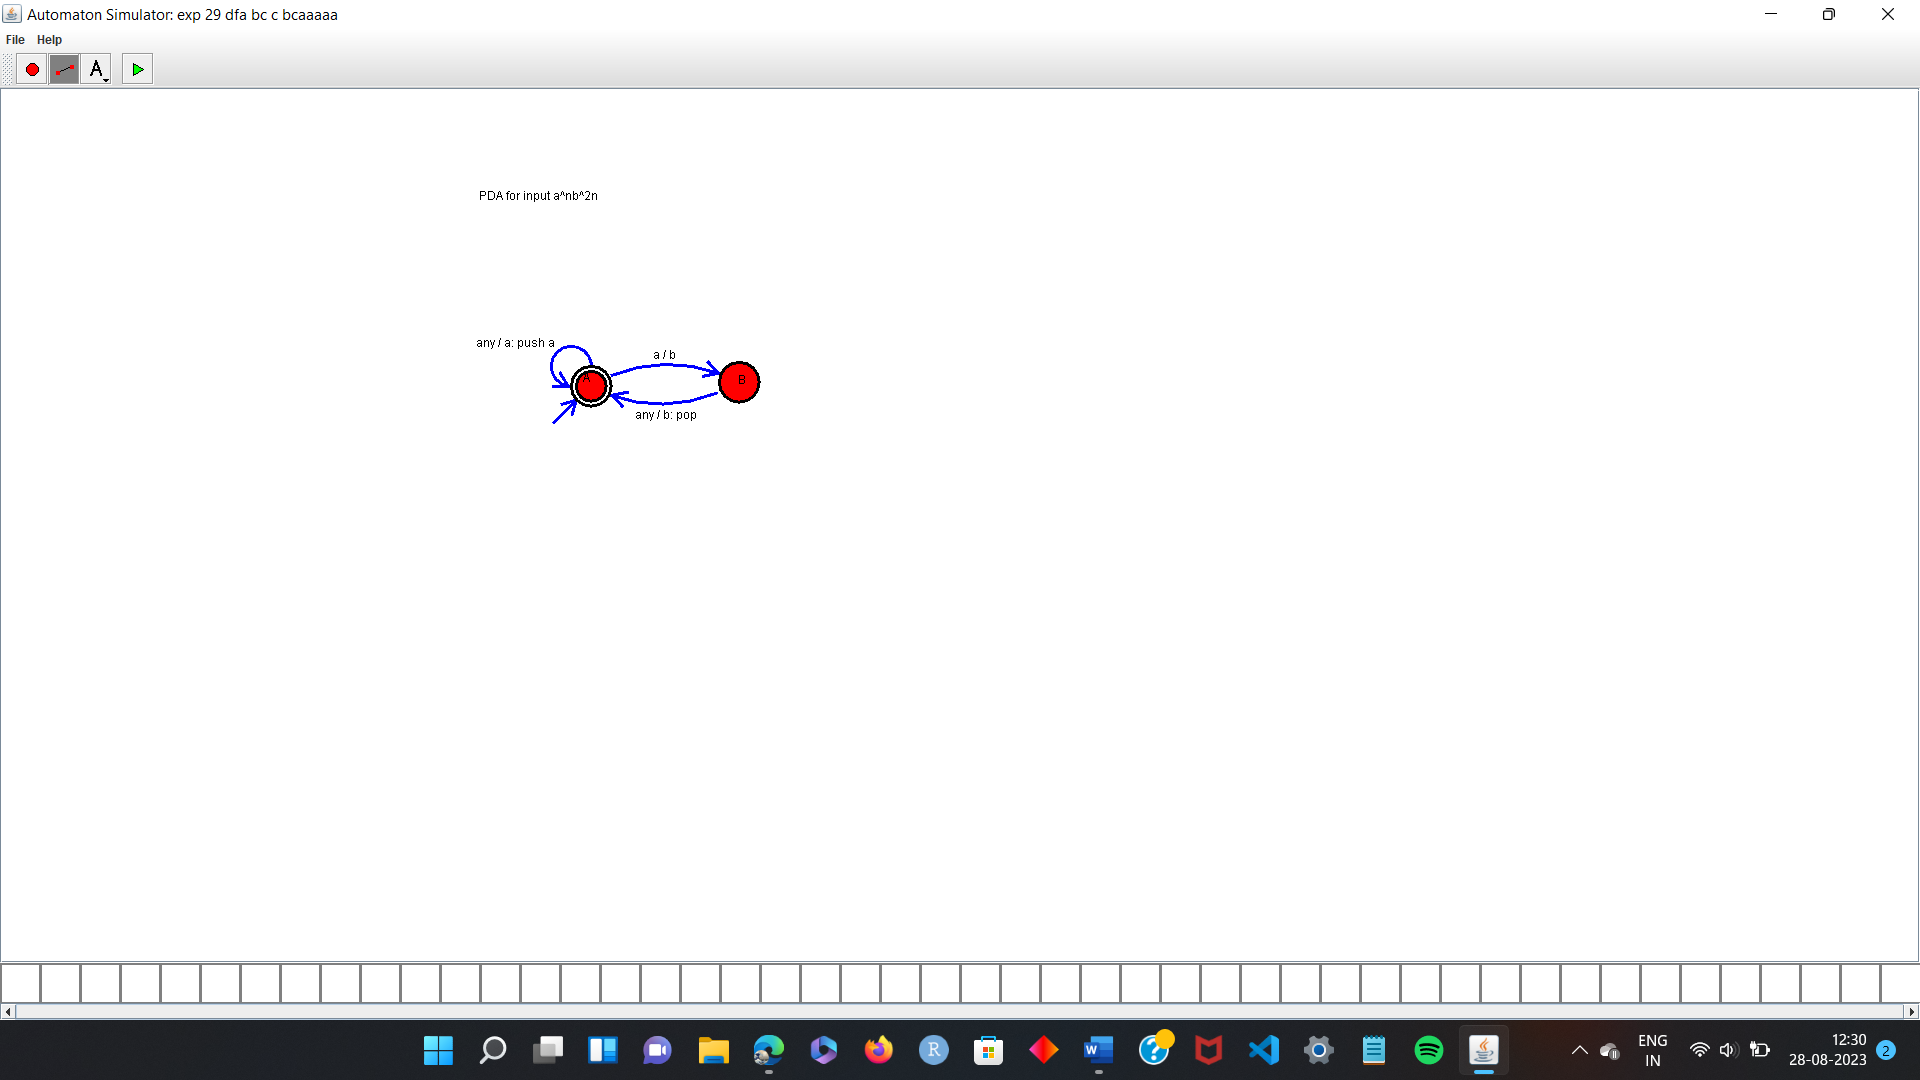 Automaton Simulator: exp 29 dfa bc c bcaaaaa
File Help
A
PDA for input a^nb^2n
any / a: push a
a / b
A
B
any / b: pop
R
W
?
ENG
IN
12:30
28-08-2023
2